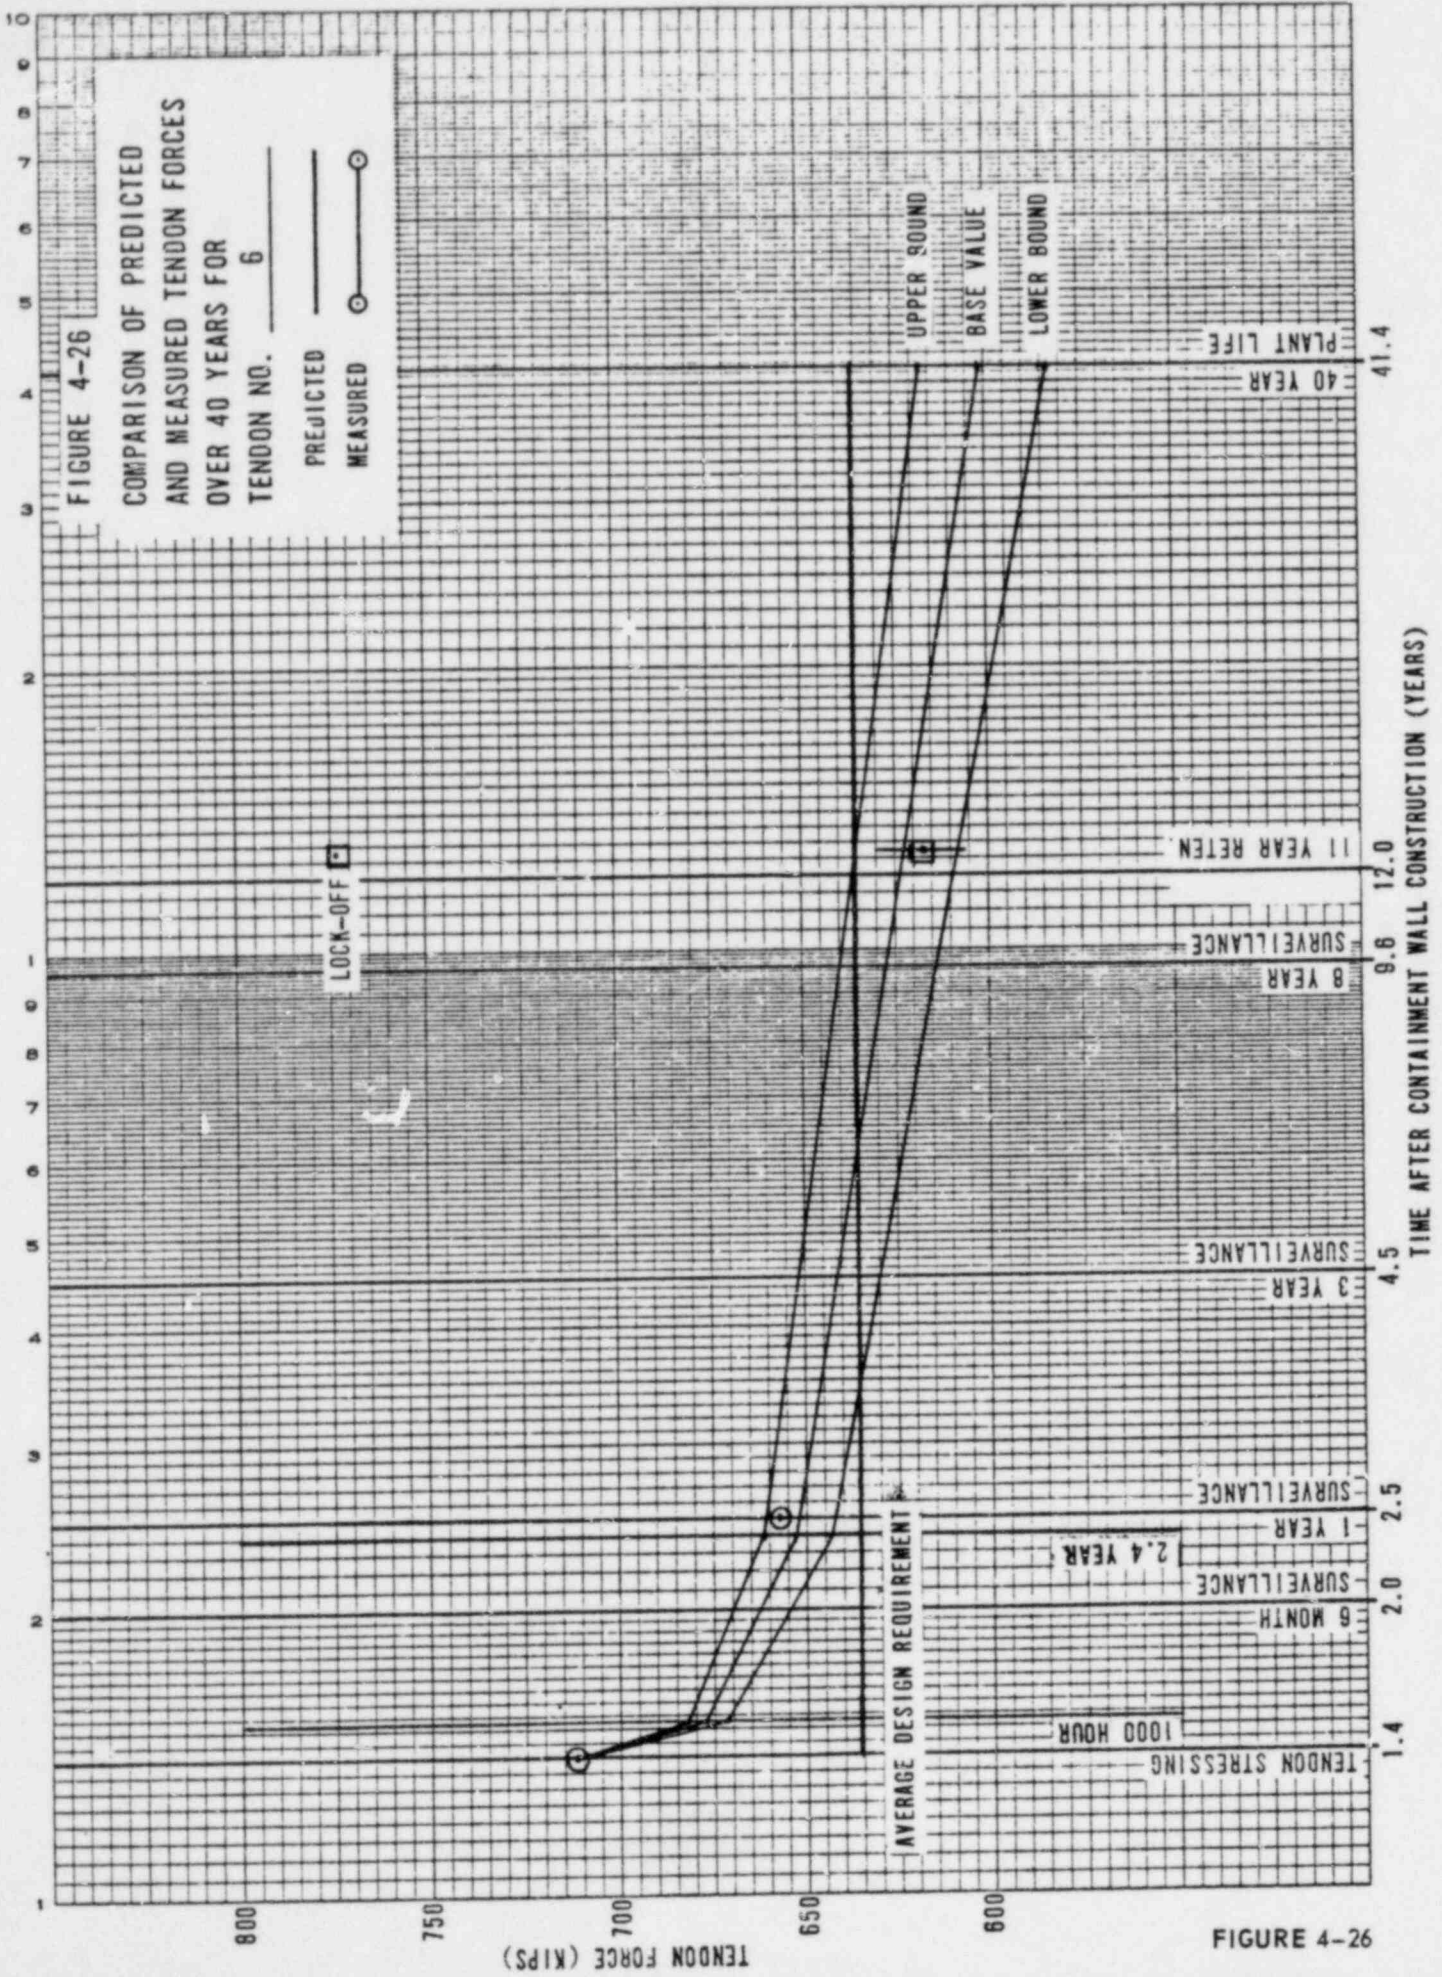 FIGURE 4-26
COMPARISON OF PREDICTED
AND MEASURED TENDON FORCES
OVER 40 YEARS FOR
TENDON NO. 6
PREDICTED
MEASURED
1 2 3 4 5 6 7 8 9 1 2 3 4 5 6 7 8 9 10
TENDON FORCE (KIPS)
800
750
700
650
600
LOCK-OFF
UPPER BOUND
BASE VALUE
LOWER BOUND
AVERAGE DESIGN REQUIREMENT
TENDON STRESSING
1000 HOUR
6 MONTH
SURVEILLANCE
2.4 YEAR
1 YEAR
SURVEILLANCE
3 YEAR
SURVEILLANCE
8 YEAR
SURVEILLANCE
11 YEAR RETEN.
40 YEAR
PLANT LIFE
1.4 2.0 2.5 4.5 9.6 12.0 41.4
TIME AFTER CONTAINMENT WALL CONSTRUCTION (YEARS)
FIGURE 4-26